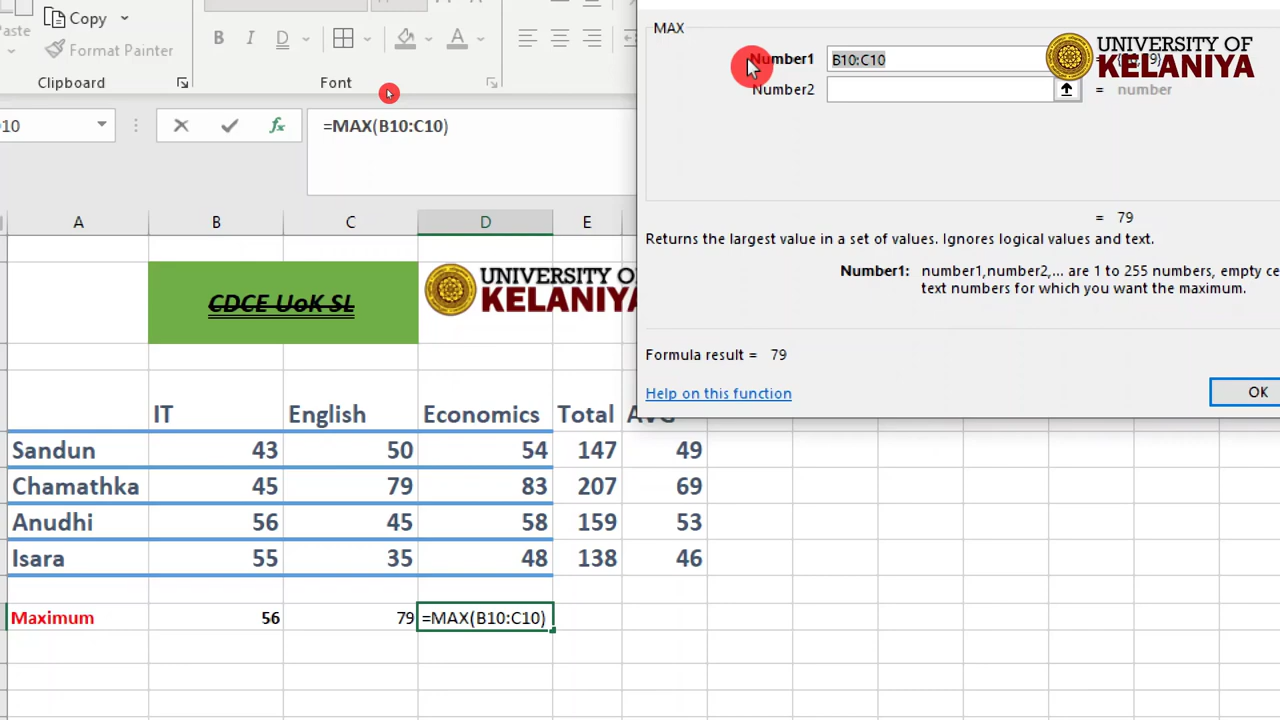 Copy
Paste
Format Painter
Clipboard
B I D
A
Font
MAX
Number1 B10:C10
UNIVERSITY OF
KELANIYA
Number2 = number
10
fx
=MAX(B10:C10)
= 79
Returns the largest value in a set of values. Ignores logical values and text.
Number1: number1,number2,... are 1 to 255 numbers, empty ce
text numbers for which you want the maximum.
Formula result = 79
Help on this function
OK
A B C D E
CDCE UoK SL
UNIVERSITY O
KELANIYA
IT English Economics Total AVG
Sandun 43 50 54 147 49
Chamathka 45 79 83 207 69
Anudhi 56 45 58 159 53
Isara 55 35 48 138 46
Maximum 56 79 =MAX(B10:C10)